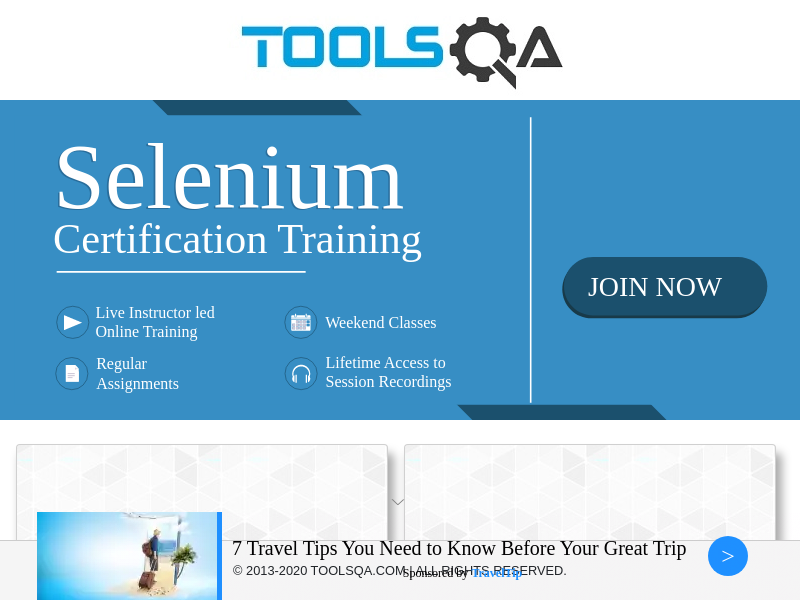 TOOLSQA
Selenium
Certification Training
Live Instructor led
Online Training
Weekend Classes
Regular
Assignments
Lifetime Access to
Session Recordings
JOIN NOW
7 Travel Tips You Need to Know Before Your Great Trip
>
© 2013-2020 TOOLSQA.COM | ALL RIGHTS RESERVED.
Sponsored by TravelTip